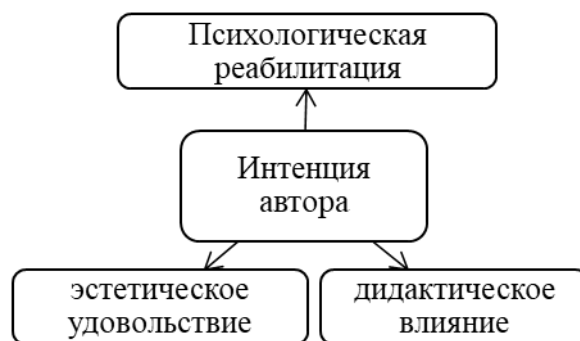 Психологическая
реабилитация
Интенция
автора
эстетическое
удовольствие
дидактическое
влияние